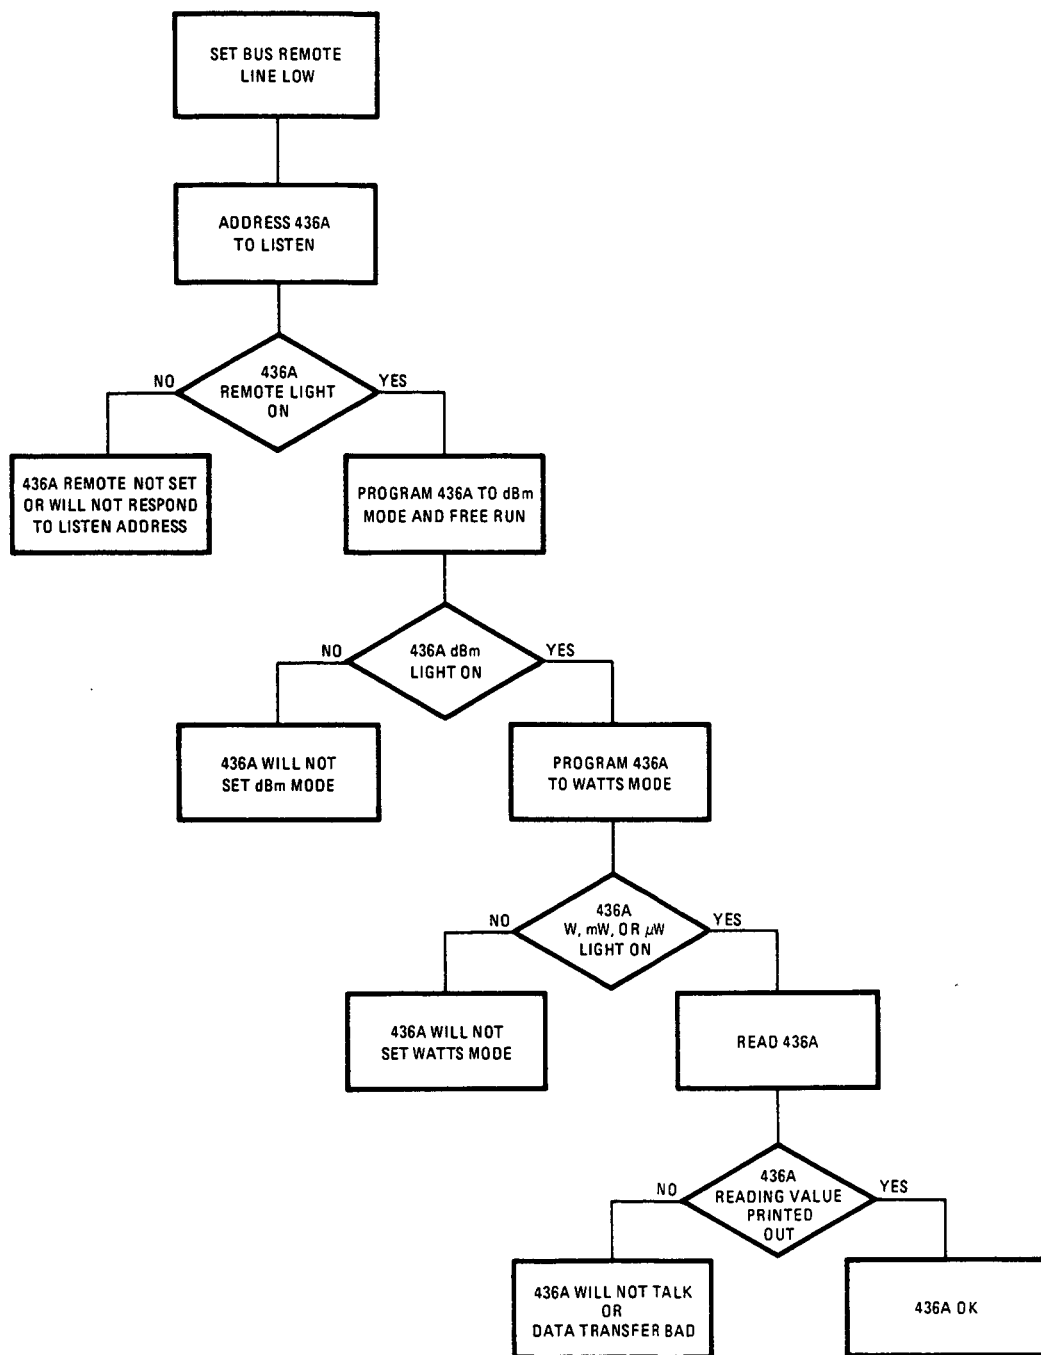 SET BUS REMOTE
LINE LOW
ADDRESS 436A
TO LISTEN
436A
REMOTE LIGHT
ON
NO
YES
436A REMOTE NOT SET
OR WILL NOT RESPOND
TO LISTEN ADDRESS
PROGRAM 436A TO dBm
MODE AND FREE RUN
436A dBm
LIGHT ON
NO
YES
436A WILL NOT
SET dBm MODE
PROGRAM 436A
TO WATTS MODE
436A
W, mW, OR μW
LIGHT ON
NO
YES
436A WILL NOT
SET WATTS MODE
READ 436A
436A
READING VALUE
PRINTED
OUT
NO
YES
436A WILL NOT TALK
OR
DATA TRANSFER BAD
436A OK